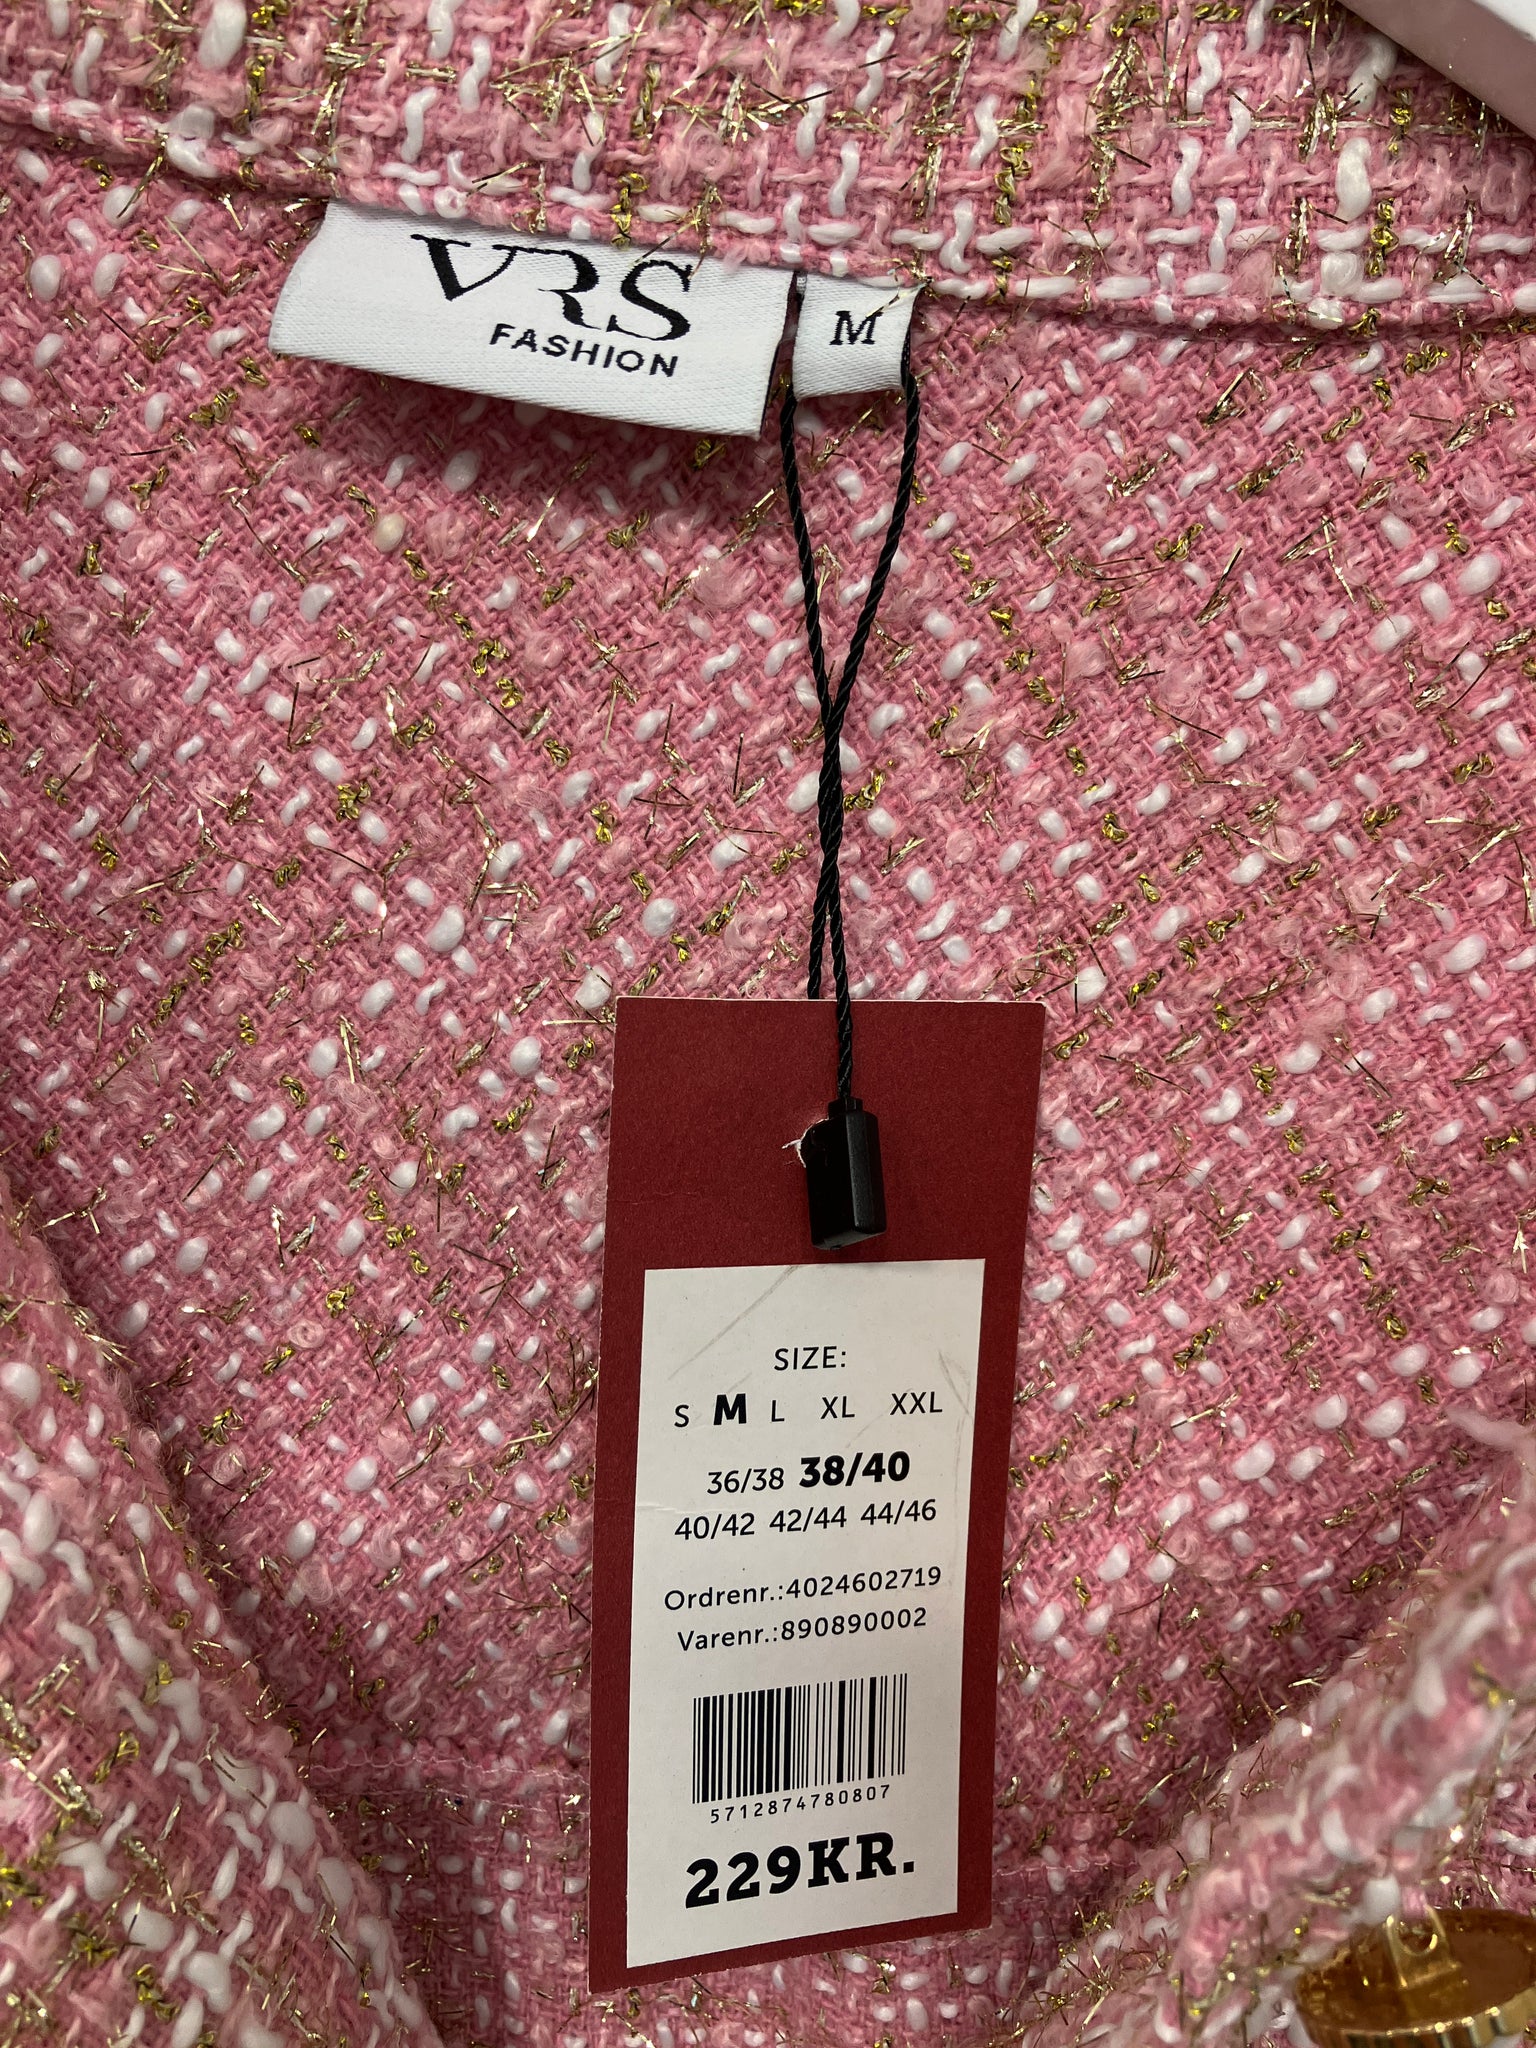 VRS
FASHION
M
SIZE:
S M L XL XXL
36/38 38/40
40/42 42/44 44/46
Ordrenr.:4024602719
Varenr.:890890002
5712874780807
229KR.